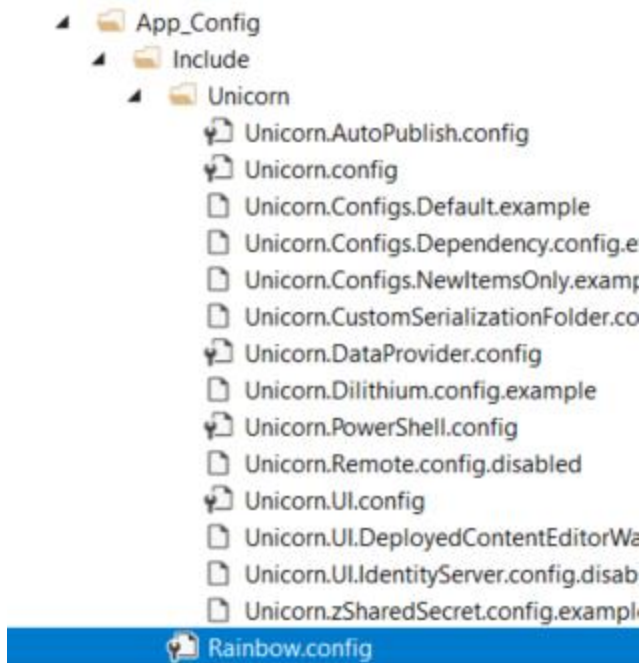 App_Config
Include
Unicorn
Unicorn.AutoPublish.config
Unicorn.config
Unicorn.Configs.Default.example
Unicorn.Configs.Dependency.config.e
Unicorn.Configs.NewItemsOnly.examp
Unicorn.CustomSerializationFolder.co
Unicorn.DataProvider.config
Unicorn.Dilithium.config.example
Unicorn.PowerShell.config
Unicorn.Remote.config.disabled
Unicorn.UI.config
Unicorn.UI.DeployedContentEditorWa
Unicorn.UI.IdentityServer.config.disab
Unicorn.zSharedSecret.config.example
Rainbow.config